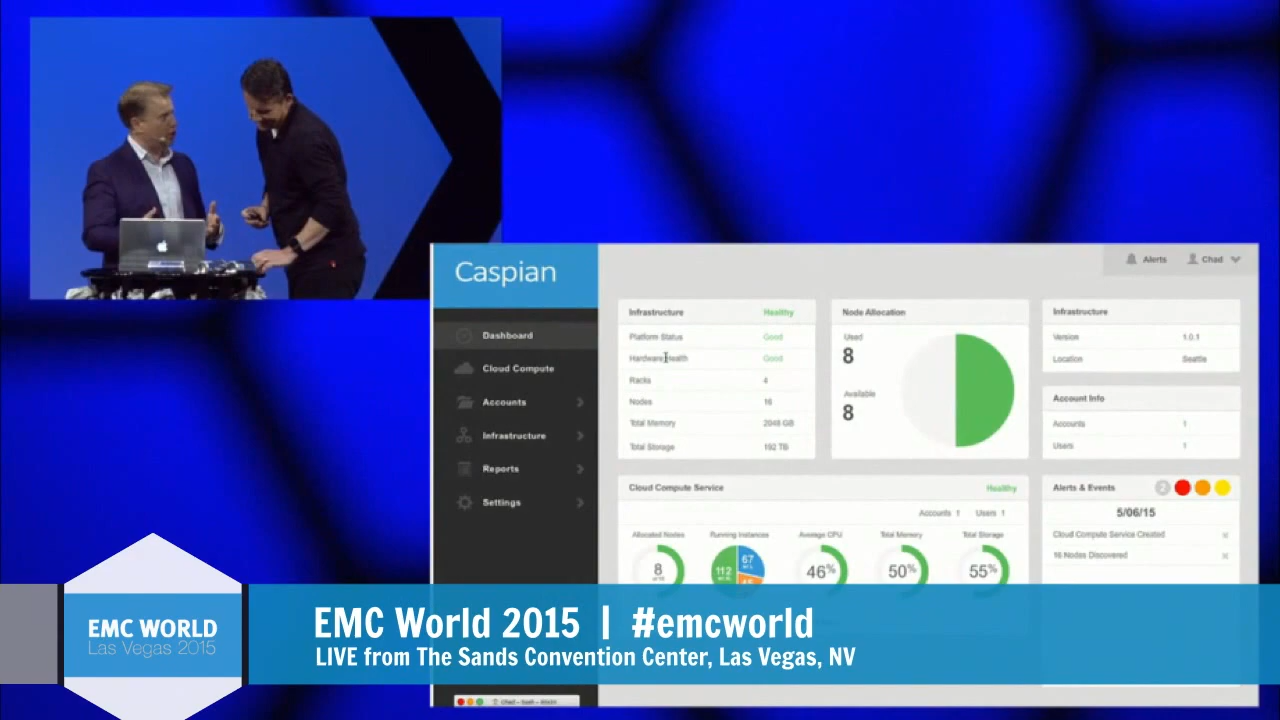 Caspian
Alerts
Chad
Dashboard
Cloud Compute
Accounts
Infrastructure
Reports
Settings
Infrastructure Healthy
Platform Status Good
Hardware Health Good
Racks 4
Nodes 16
Total Memory 2048 GB
Total Storage 192 TB
Node Allocation
Used
8
Available
8
Infrastructure
Version 1.0.1
Location Seattle
Account Info
Accounts 1
Users 1
Cloud Compute Service Healthy
Accounts 1 Users 1
Allocated Nodes Running Instances Average CPU Total Memory Total Storage
8 112 67 46% 50% 55%
Alerts & Events 2
5/06/15
Cloud Compute Service Created
16 Nodes Discovered
EMC WORLD
Las Vegas 2015
EMC World 2015 | #emcworld
LIVE from The Sands Convention Center, Las Vegas, NV